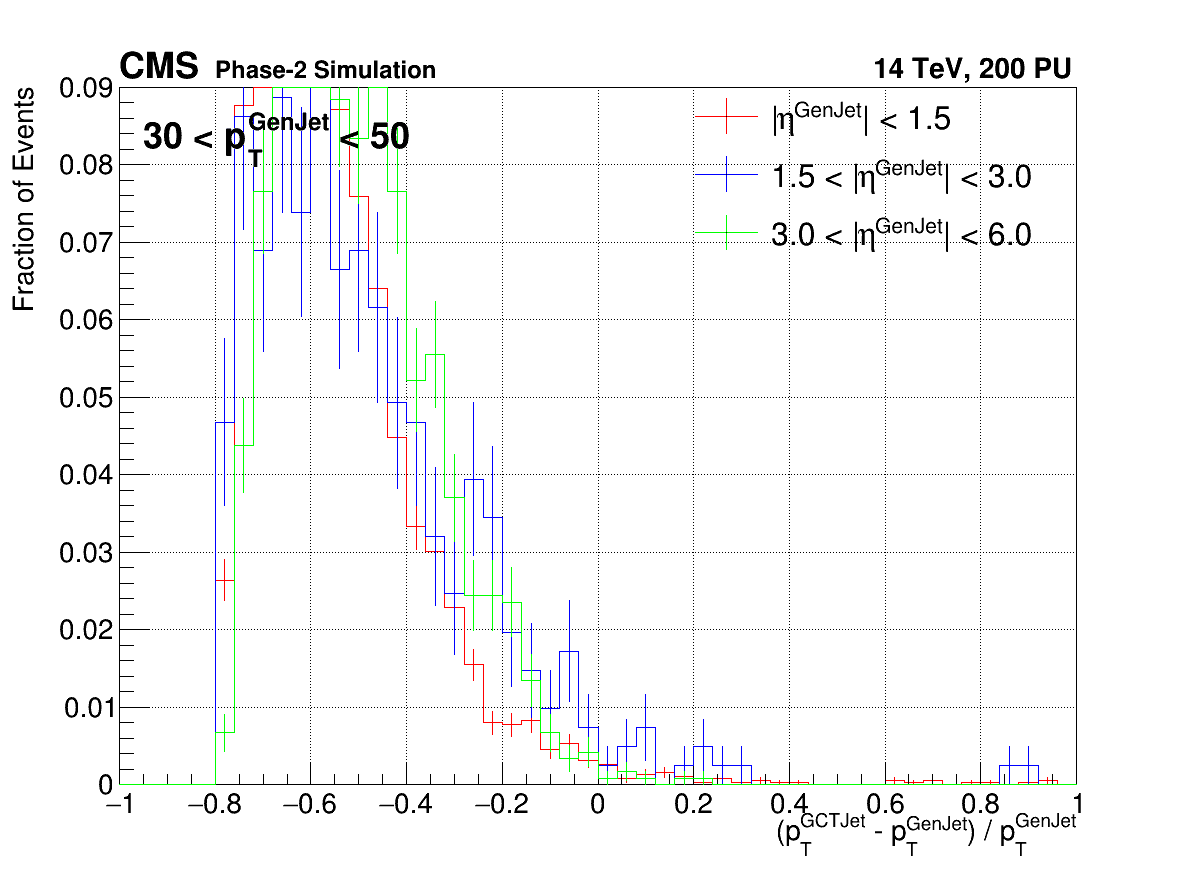 CMS Phase-2 Simulation 14 TeV, 200 PU
Fraction of Events
30 < p_T^GenJet < 50
|η^GenJet| < 1.5
1.5 < |η^GenJet| < 3.0
3.0 < |η^GenJet| < 6.0
0.09
0.08
0.07
0.06
0.05
0.04
0.03
0.02
0.01
0
−1 −0.8 −0.6 −0.4 −0.2 0 0.2 0.4 0.6 0.8 1
(p_T^GCTJet - p_T^GenJet) / p_T^GenJet